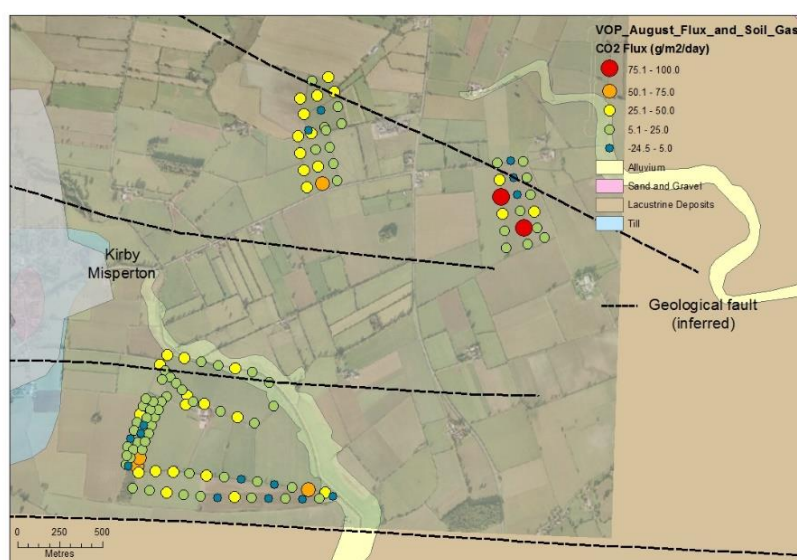 VOP_August_Flux_and_Soil_Gas
CO2 Flux (g/m2/day)
75.1 - 100.0
50.1 - 75.0
25.1 - 50.0
5.1 - 25.0
-24.5 - 5.0
Alluvium
Sand and Gravel
Lacustrine Deposits
Till
Kirby
Misperton
Geological fault
(inferred)
0 250 500
Metres